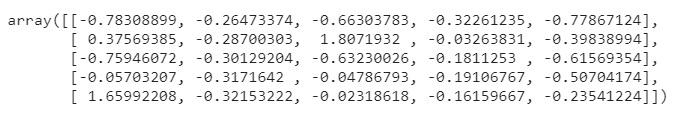 array([[-0.78308899, -0.26473374, -0.66303783, -0.32261235, -0.77867124],
       [ 0.37569385, -0.28700303,  1.8071932 , -0.03263831, -0.39838994],
       [-0.75946072, -0.30129204, -0.63230026, -0.1811253 , -0.61569354],
       [-0.05703207, -0.3171642 , -0.04786793, -0.19106767, -0.50704174],
       [ 1.65992208, -0.32153222, -0.02318618, -0.16159667, -0.23541224]])